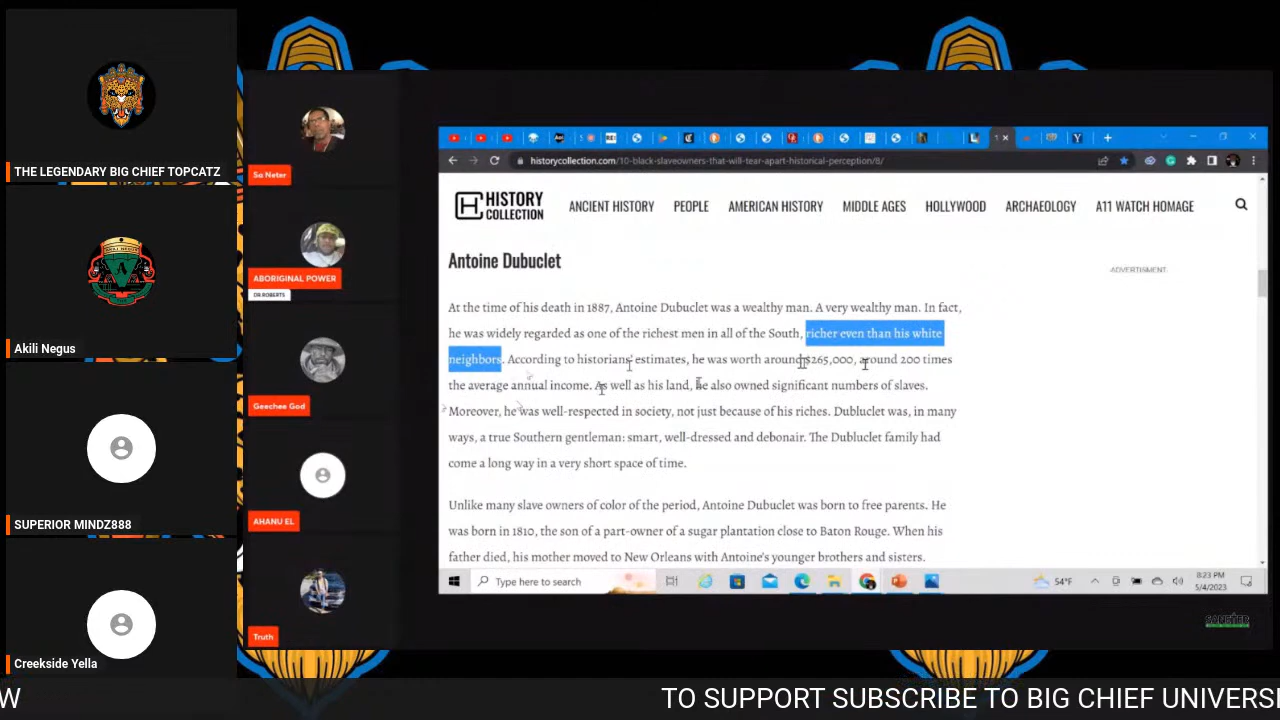 THE LEGENDARY BIG CHIEF TOPCATZ
Akili Negus
SUPERIOR MINDZ888
Creekside Yella
Sa Neter
ABORIGINAL POWER
DR ROBERTS
Geechee God
AHANU EL
Truth
historycollection.com/10-black-slaveowners-that-will-tear-apart-historical-perception/8/
HISTORY
COLLECTION
ANCIENT HISTORY PEOPLE AMERICAN HISTORY MIDDLE AGES HOLLYWOOD ARCHAEOLOGY A11 WATCH HOMAGE
Antoine Dubuclet
-ADVERTISMENT-
At the time of his death in 1887, Antoine Dubuclet was a wealthy man. A very wealthy man. In fact,
he was widely regarded as one of the richest men in all of the South, richer even than his white
neighbors. According to historians estimates, he was worth around $265,000, around 200 times
the average annual income. As well as his land, he also owned significant numbers of slaves.
Moreover, he was well-respected in society, not just because of his riches. Dubluclet was, in many
ways, a true Southern gentleman: smart, well-dressed and debonair. The Dubluclet family had
come a long way in a very short space of time.
Unlike many slave owners of color of the period, Antoine Dubuclet was born to free parents. He
was born in 1810, the son of a part-owner of a sugar plantation close to Baton Rouge. When his
father died, his mother moved to New Orleans with Antoine's younger brothers and sisters.
Type here to search
54°F
8:23 PM
5/4/2023
SANETER
W TO SUPPORT SUBSCRIBE TO BIG CHIEF UNIVERSI